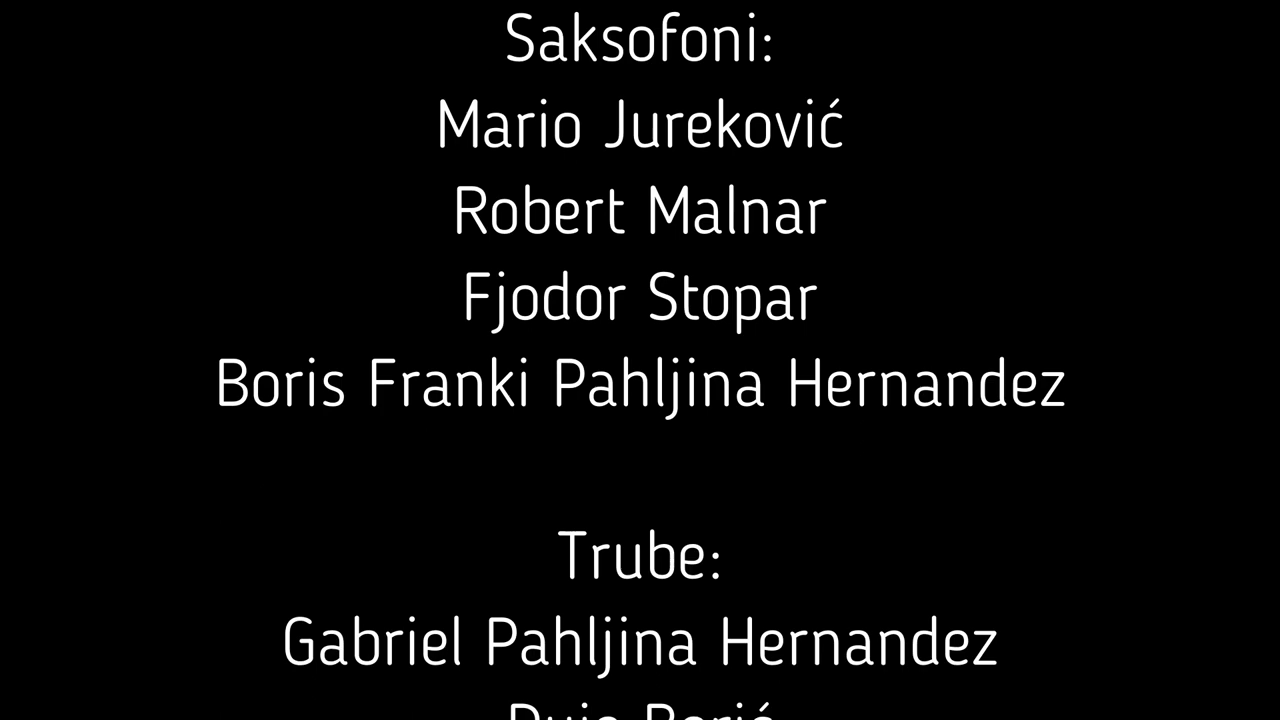 Saksofoni:
Mario Jureković
Robert Malnar
Fjodor Stopar
Boris Franki Pahljina Hernandez
Trube:
Gabriel Pahljina Hernandez